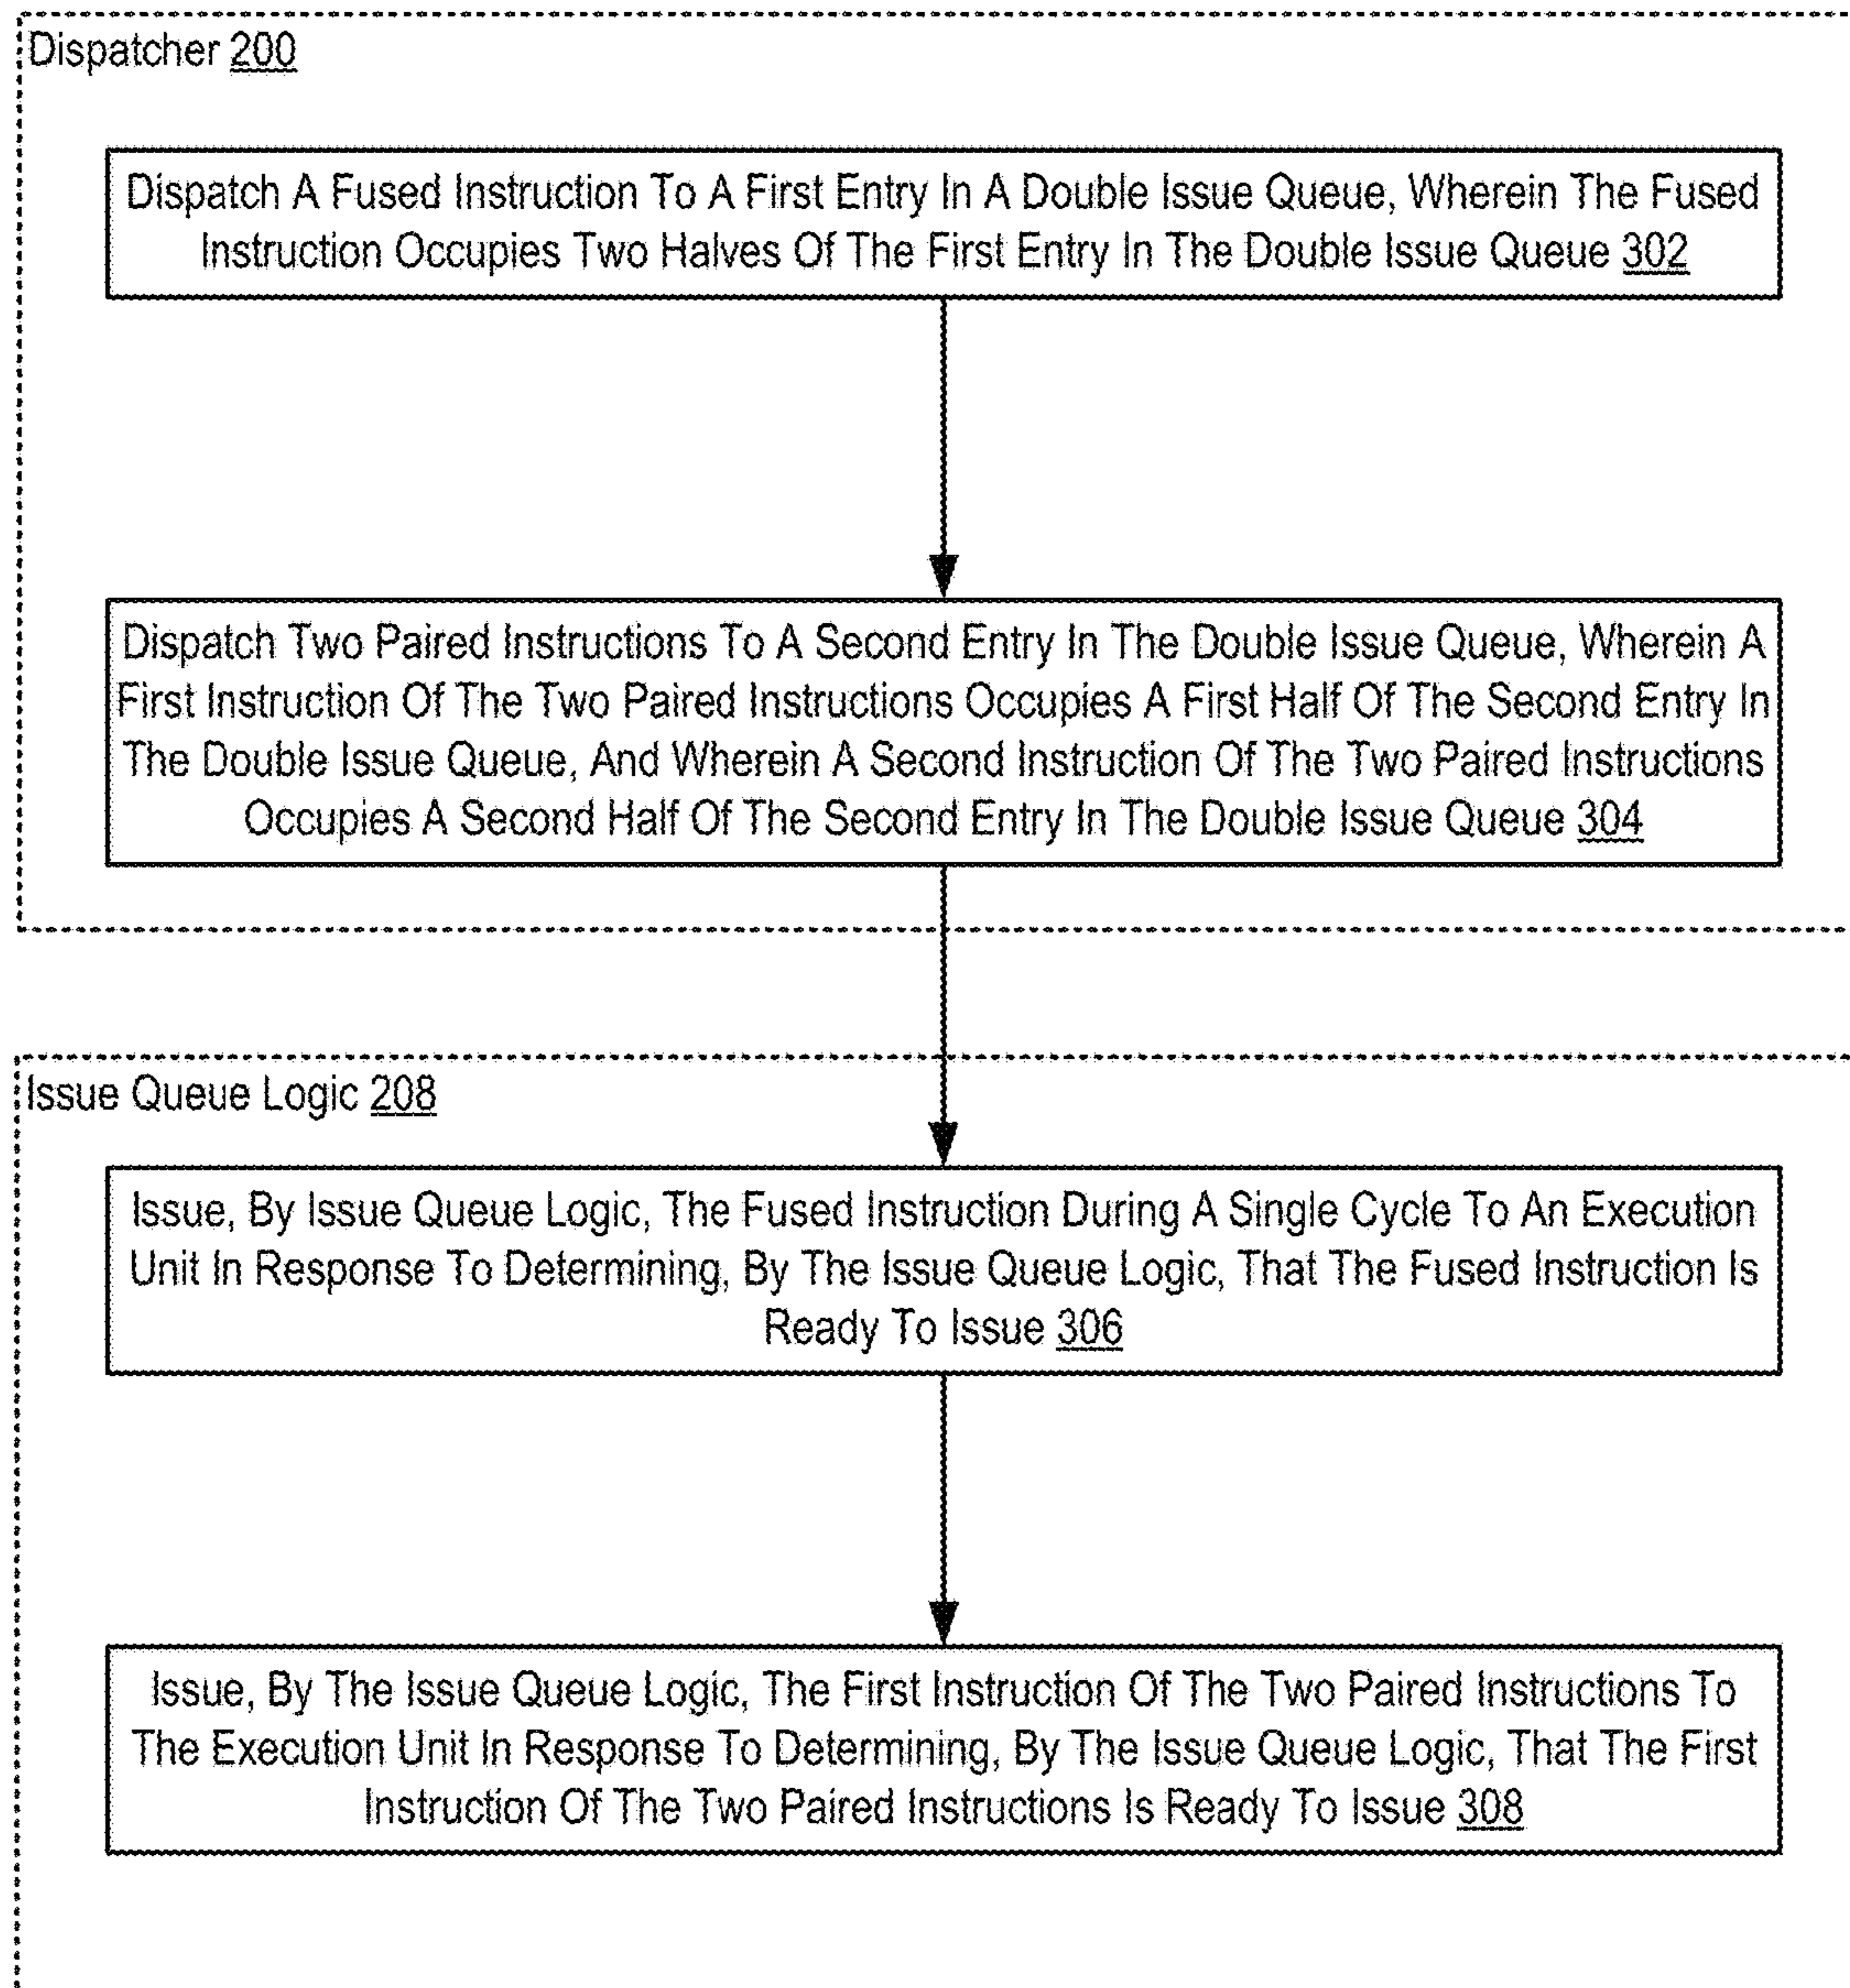 Dispatcher 200
Dispatch A Fused Instruction To A First Entry In A Double Issue Queue, Wherein The Fused
Instruction Occupies Two Halves Of The First Entry In The Double Issue Queue 302
Dispatch Two Paired Instructions To A Second Entry In The Double Issue Queue, Wherein A
First Instruction Of The Two Paired Instructions Occupies A First Half Of The Second Entry In
The Double Issue Queue, And Wherein A Second Instruction Of The Two Paired Instructions
Occupies A Second Half Of The Second Entry In The Double Issue Queue 304
Issue Queue Logic 208
Issue, By Issue Queue Logic, The Fused Instruction During A Single Cycle To An Execution
Unit In Response To Determining, By The Issue Queue Logic, That The Fused Instruction Is
Ready To Issue 306
Issue, By The Issue Queue Logic, The First Instruction Of The Two Paired Instructions To
The Execution Unit In Response To Determining, By The Issue Queue Logic, That The First
Instruction Of The Two Paired Instructions Is Ready To Issue 308